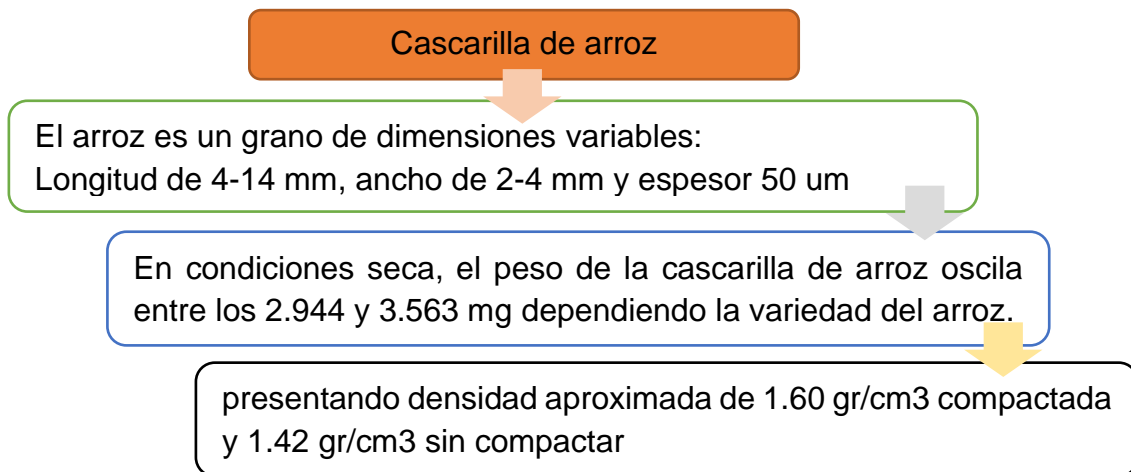 Cascarilla de arroz
El arroz es un grano de dimensiones variables:
Longitud de 4-14 mm, ancho de 2-4 mm y espesor 50 um
En condiciones seca, el peso de la cascarilla de arroz oscila
entre los 2.944 y 3.563 mg dependiendo la variedad del arroz.
presentando densidad aproximada de 1.60 gr/cm3 compactada
y 1.42 gr/cm3 sin compactar